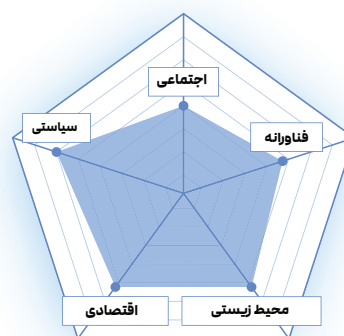 اجتماعی
سیاستی
فناورانه
اقتصادی
محیط زیستی